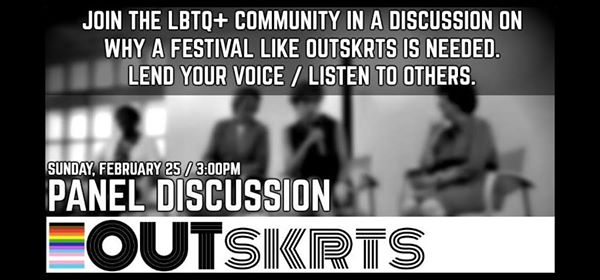 JOIN THE LBTQ+ COMMUNITY IN A DISCUSSION ON
WHY A FESTIVAL LIKE OUTSKRTS IS NEEDED.
LEND YOUR VOICE / LISTEN TO OTHERS.
SUNDAY, FEBRUARY 25 / 3:00PM
PANEL DISCUSSION
OUTSKRTS